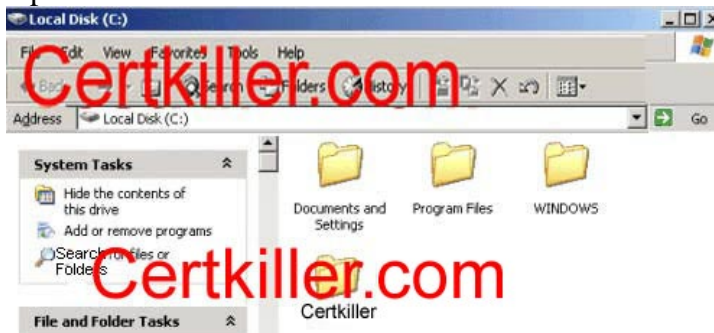 Local Disk (C:)
File Edit View Favorites Tools Help
Certkiller.com
Back Search Folders History
Address Local Disk (C:) Go
System Tasks
Hide the contents of
this drive
Add or remove programs
Search for files or
Folders
File and Folder Tasks
Documents and
Settings
Program Files
WINDOWS
Certkiller.com
Certkiller